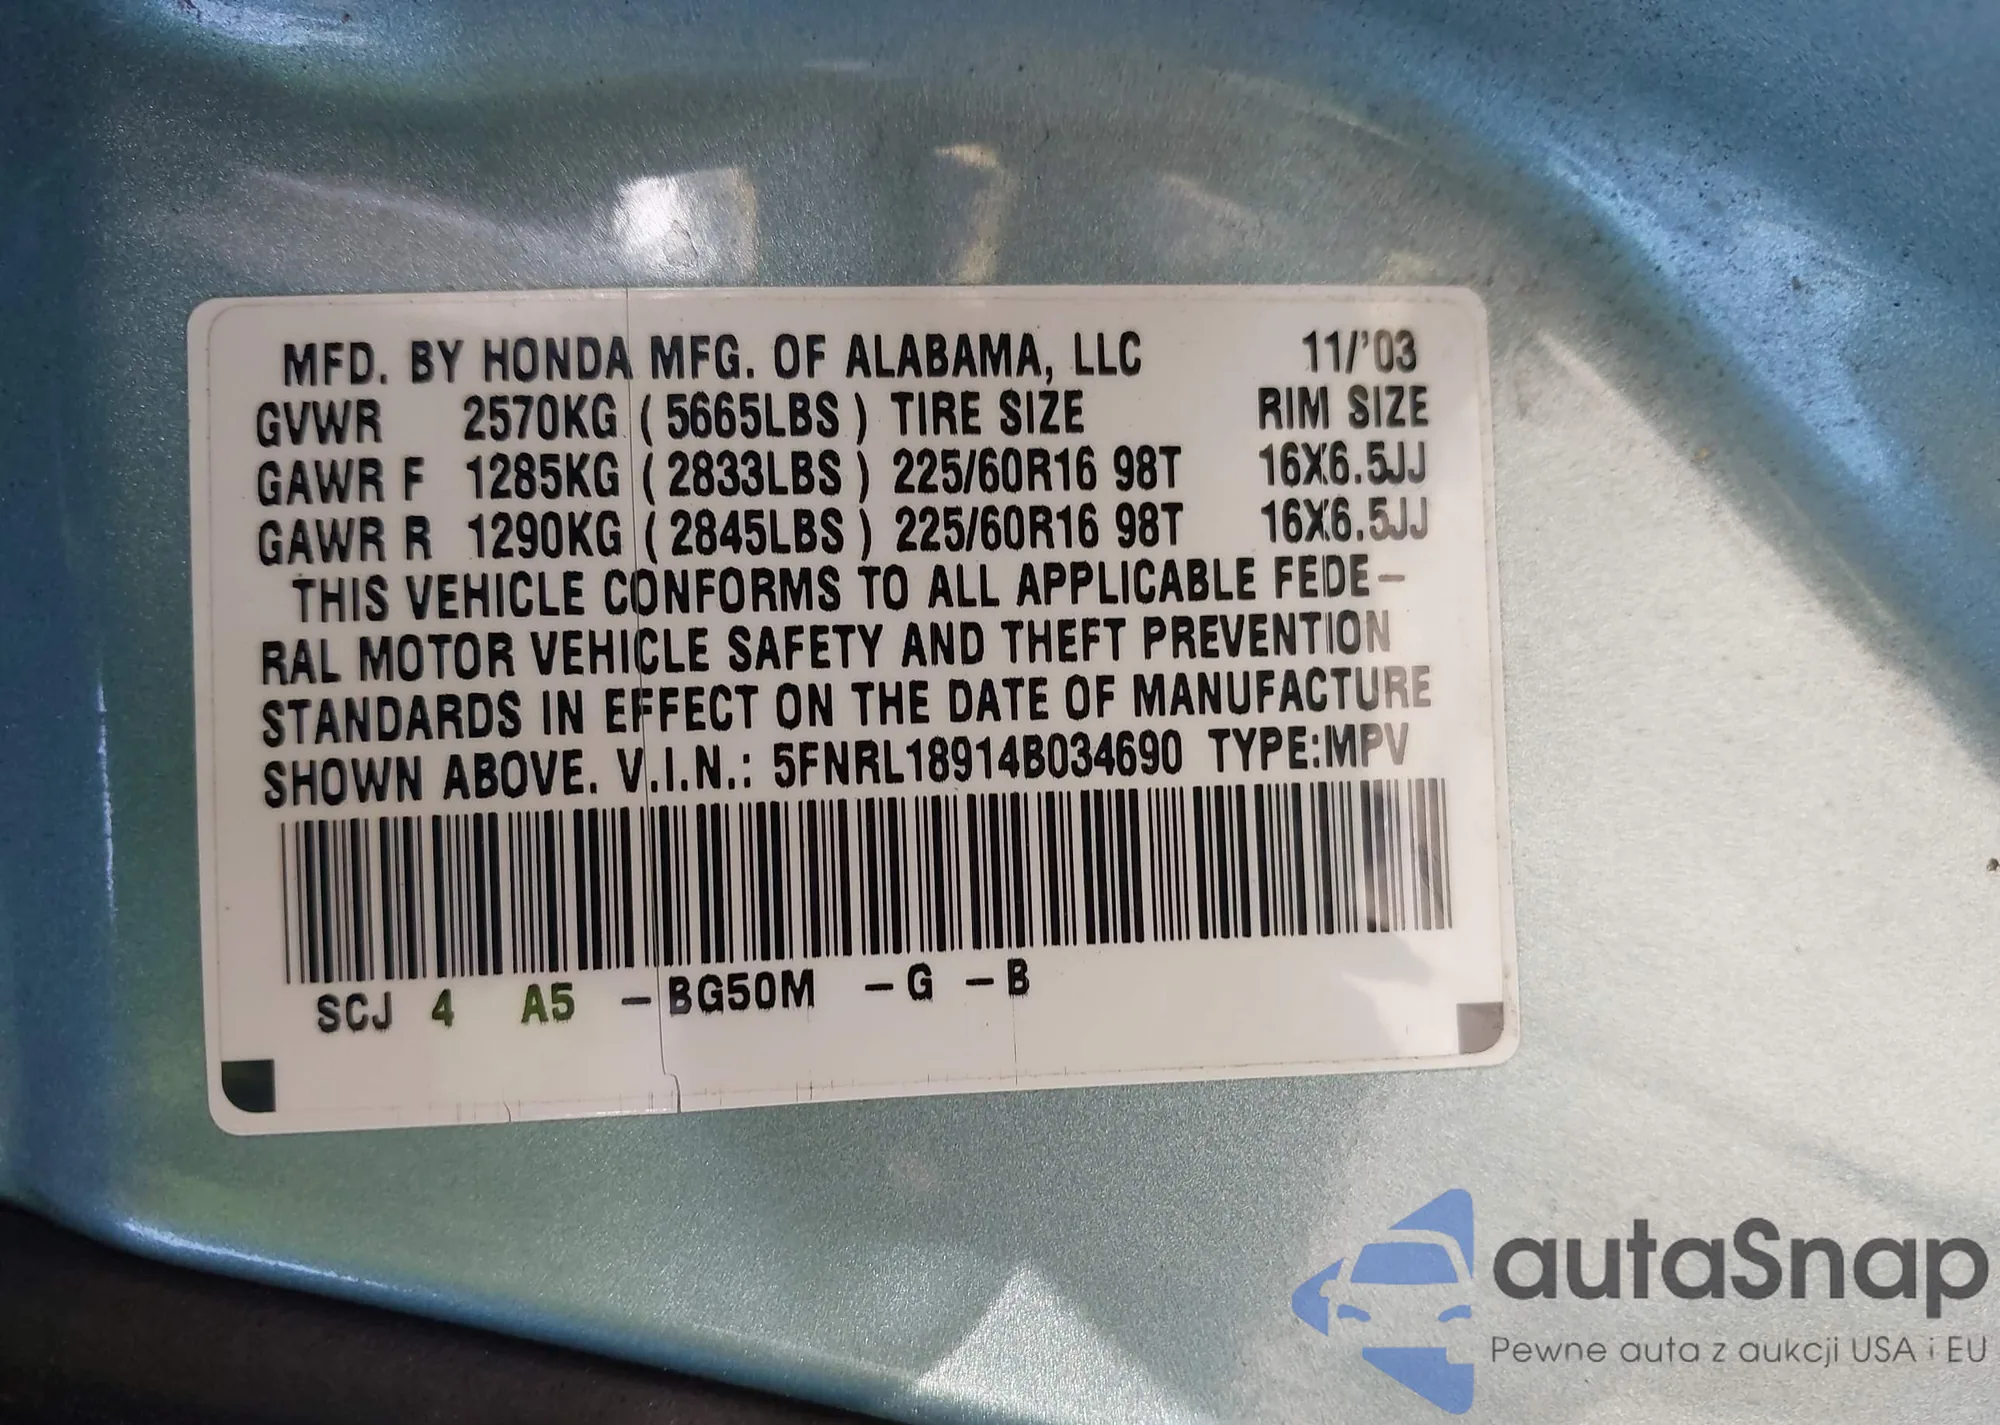 MFD. BY HONDA MFG. OF ALABAMA, LLC 11/'03
GVWR 2570KG ( 5665LBS ) TIRE SIZE RIM SIZE
GAWR F 1285KG ( 2833LBS ) 225/60R16 98T 16X6.5JJ
GAWR R 1290KG ( 2845LBS ) 225/60R16 98T 16X6.5JJ
THIS VEHICLE CONFORMS TO ALL APPLICABLE FEDE-
RAL MOTOR VEHICLE SAFETY AND THEFT PREVENTION
STANDARDS IN EFFECT ON THE DATE OF MANUFACTURE
SHOWN ABOVE. V.I.N.: 5FNRL18914B034690 TYPE:MPV
SCJ 4 A5 -BG50M -G -B
autaSnap
Pewne auta z aukcji USA i EU